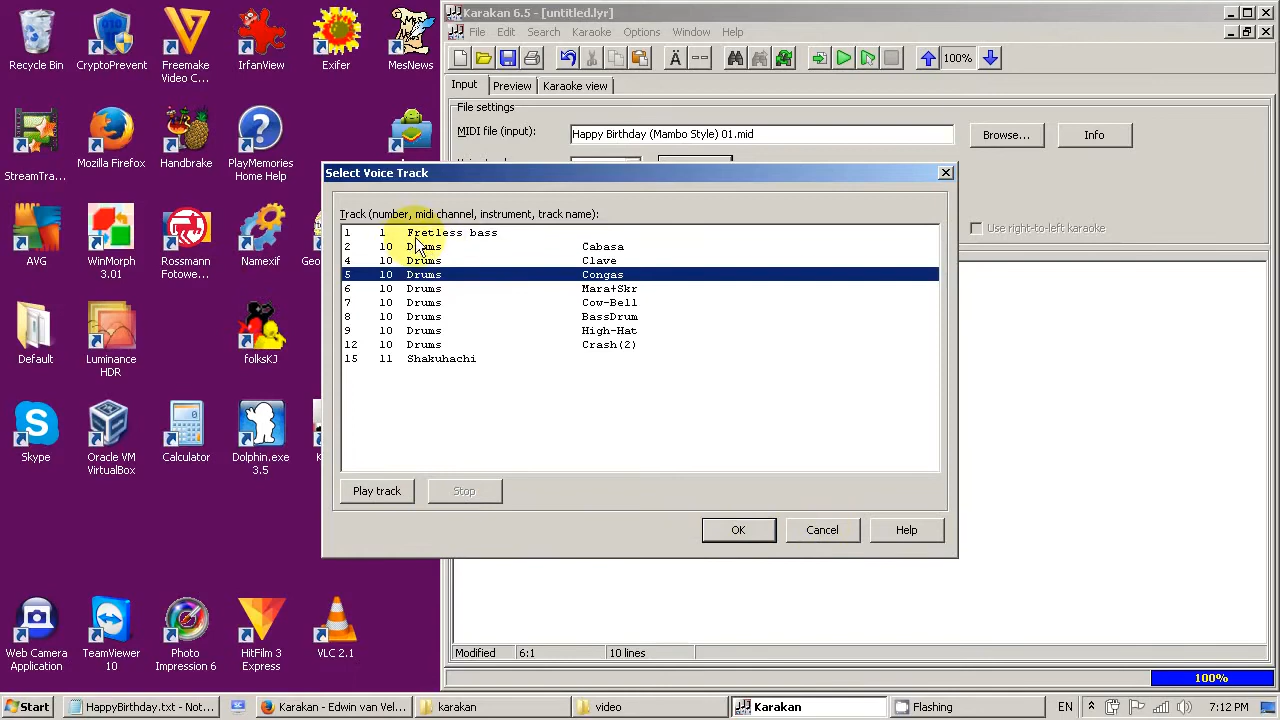 Recycle Bin
CryptoPrevent
Freemake Video C...
IrfanView
Exifer
MesNews
StreamTra...
Mozilla Firefox
Handbrake
PlayMemories Home Help
AVG
WinMorph 3.01
Rossmann Fotoserv...
Namexif
Default
Luminance HDR
folksKJ
Skype
Oracle VM VirtualBox
Calculator
Dolphin.exe 3.5
Web Camera Application
TeamViewer 10
Photo Impression 6
HitFilm 3 Express
VLC 2.1
Karakan 6.5 - [untitled.lyr]
File Edit Search Karaoke Options Window Help
100%
Input Preview Karaoke view
File settings
MIDI file (input): Happy Birthday (Mambo Style) 01.mid Browse... Info
Use right-to-left karaoke
Select Voice Track
Track (number, midi channel, instrument, track name):
1 1 Fretless bass
2 10 Drums Cabasa
4 10 Drums Clave
5 10 Drums Congas
6 10 Drums Mara+Skr
7 10 Drums Cow-Bell
8 10 Drums BassDrum
9 10 Drums High-Hat
12 10 Drums Crash(2)
15 11 Shakuhachi
Play track Stop
OK Cancel Help
Modified 6:1 10 lines
100%
Start HappyBirthday.txt - Not... Karakan - Edwin van Vel... karakan video Karakan Flashing EN 7:12 PM